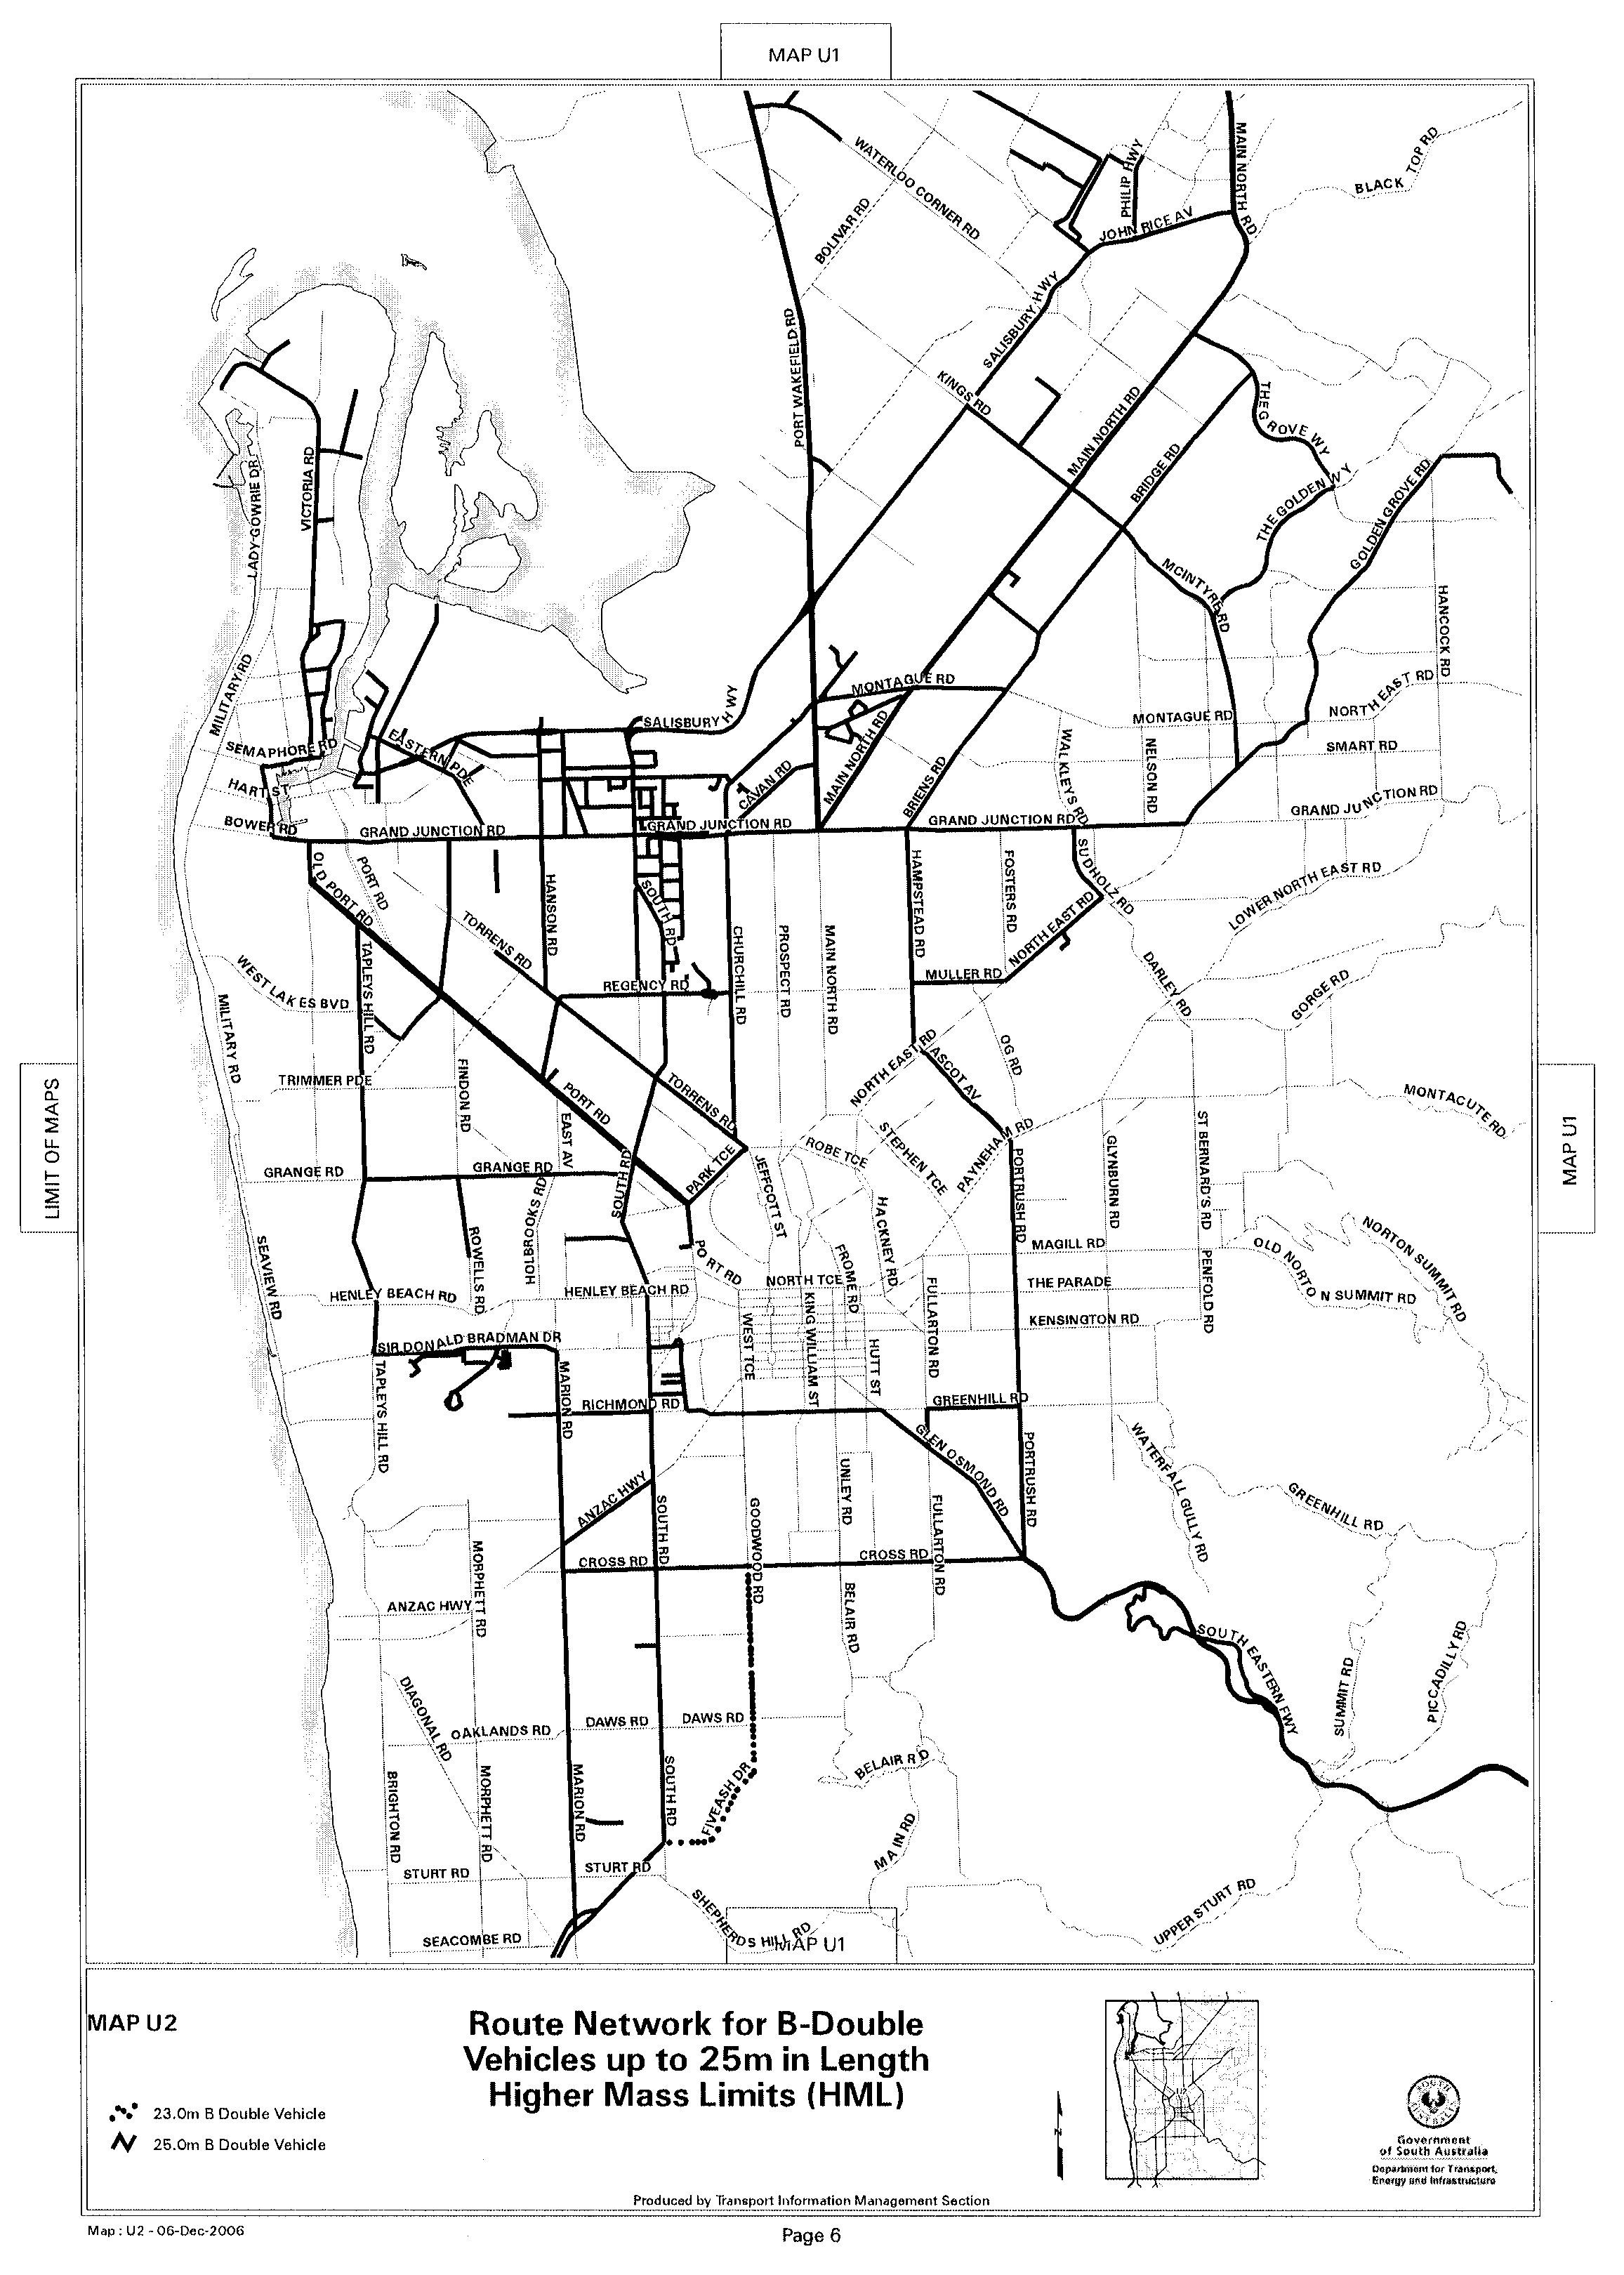 MAP U1
MAIN NORTH RD
BLACK TOP RD
WATERLOO CORNER RD
PHILIP HWY
BOLIVAR RD
JOHN RICE AV
SALISBURY HWY
PORT WAKEFIELD RD
KINGS RD
MAIN NORTH RD
THE GROVE WY
BRIDGE RD
THE GOLDEN WY
GOLDEN GROVE RD
LADY GOWRIE DR
VICTORIA RD
MCINTYRE RD
HANCOCK RD
MILITARY RD
MONTAGUE RD
SALISBURY HWY
MONTAGUE RD
NORTH EAST RD
SEMAPHORE RD
EASTERN PDE
MAIN NORTH RD
WALKLEYS RD
NELSON RD
SMART RD
HART ST
CAVAN RD
BRIENS RD
BOWER RD
GRAND JUNCTION RD
GRAND JUNCTION RD
GRAND JUNCTION RD
GRAND JUNCTION RD
OLD PORT RD
PORT RD
HANSON RD
SOUTH RD
HAMPSTEAD RD
FOSTERS RD
SUDHOLZ RD
LOWER NORTH EAST RD
TORRENS RD
CHURCHILL RD
PROSPECT RD
MAIN NORTH RD
NORTH EAST RD
TAPLEYS HILL RD
WEST LAKES BVD
REGENCY RD
MULLER RD
DARLEY RD
GORGE RD
MILITARY RD
NORTH EAST RD
OG RD
ASCOT AV
LIMIT OF MAPS
TRIMMER PDE
FINDON RD
PORT RD
TORRENS RD
MONTACUTE RD
MAP U1
EAST AV
ROBE TCE
STEPHEN TCE
PAYNEHAM RD
GLYNBURN RD
ST BERNARD'S RD
GRANGE RD
GRANGE RD
SOUTH RD
PARK TCE
JEFFCOTT ST
PORTRUSH RD
HOLBROOKS RD
HACKNEY RD
SEAVIEW RD
ROWELLS RD
PORT RD
FROME RD
MAGILL RD
PENFOLD RD
OLD NORTON SUMMIT RD
NORTON SUMMIT RD
HENLEY BEACH RD
HENLEY BEACH RD
NORTH TCE
THE PARADE
KING WILLIAM ST
FULLARTON RD
KENSINGTON RD
SIR DONALD BRADMAN DR
WEST TCE
HUTT ST
TAPLEYS HILL RD
MARION RD
RICHMOND RD
GREENHILL RD
GLEN OSMOND RD
PORTRUSH RD
WATERFALL GULLY RD
GREENHILL RD
ANZAC HWY
SOUTH RD
GOODWOOD RD
UNLEY RD
FULLARTON RD
CROSS RD
CROSS RD
MORPHETT RD
ANZAC HWY
BELAIR RD
SOUTH EASTERN FWY
SUMMIT RD
PICCADILLY RD
DIAGONAL RD
OAKLANDS RD
DAWS RD
DAWS RD
BELAIR RD
BRIGHTON RD
MORPHETT RD
MARION RD
SOUTH RD
FIVEASH DR
MAIN RD
STURT RD
STURT RD
SHEPHERDS HILL RD
UPPER STURT RD
SEACOMBE RD
MAP U1
MAP U2
Route Network for B-Double
Vehicles up to 25m in Length
Higher Mass Limits (HML)
23.0m B Double Vehicle
25.0m B Double Vehicle
N
Government
of South Australia
Department for Transport,
Energy and Infrastructure
Produced by Transport Information Management Section
Map : U2 - 06-Dec-2006
Page 6